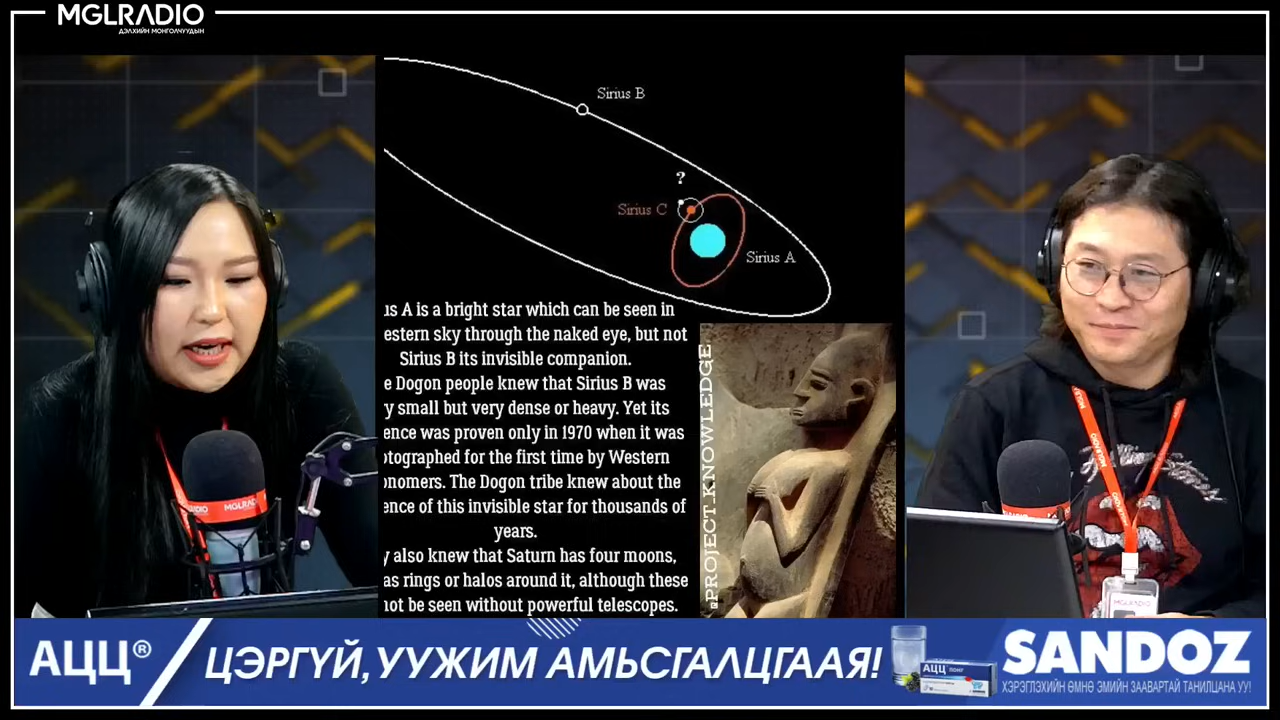 MGLRADIO
ДЭЛХИЙН МОНГОЛЧУУДЫН
Sirius B
?
Sirius C
Sirius A
us A is a bright star which can be seen in
estern sky through the naked eye, but not
Sirius B its invisible companion.
e Dogon people knew that Sirius B was
y small but very dense or heavy. Yet its
ence was proven only in 1970 when it was
otographed for the first time by Western
onomers. The Dogon tribe knew about the
ence of this invisible star for thousands of
years.
y also knew that Saturn has four moons,
as rings or halos around it, although these
not be seen without powerful telescopes.
PROJECT.KNOWLEDGE
MGLRADIO
MGLRADIO
АЦЦ®
ЦЭРГҮЙ, УУЖИМ АМЬСГАЛЦГААЯ!
АЦЦ
SANDOZ
ХЭРЭГЛЭХИЙН ӨМНӨ ЭМИЙН ЗААВАРТАЙ ТАНИЛЦАНА УУ!